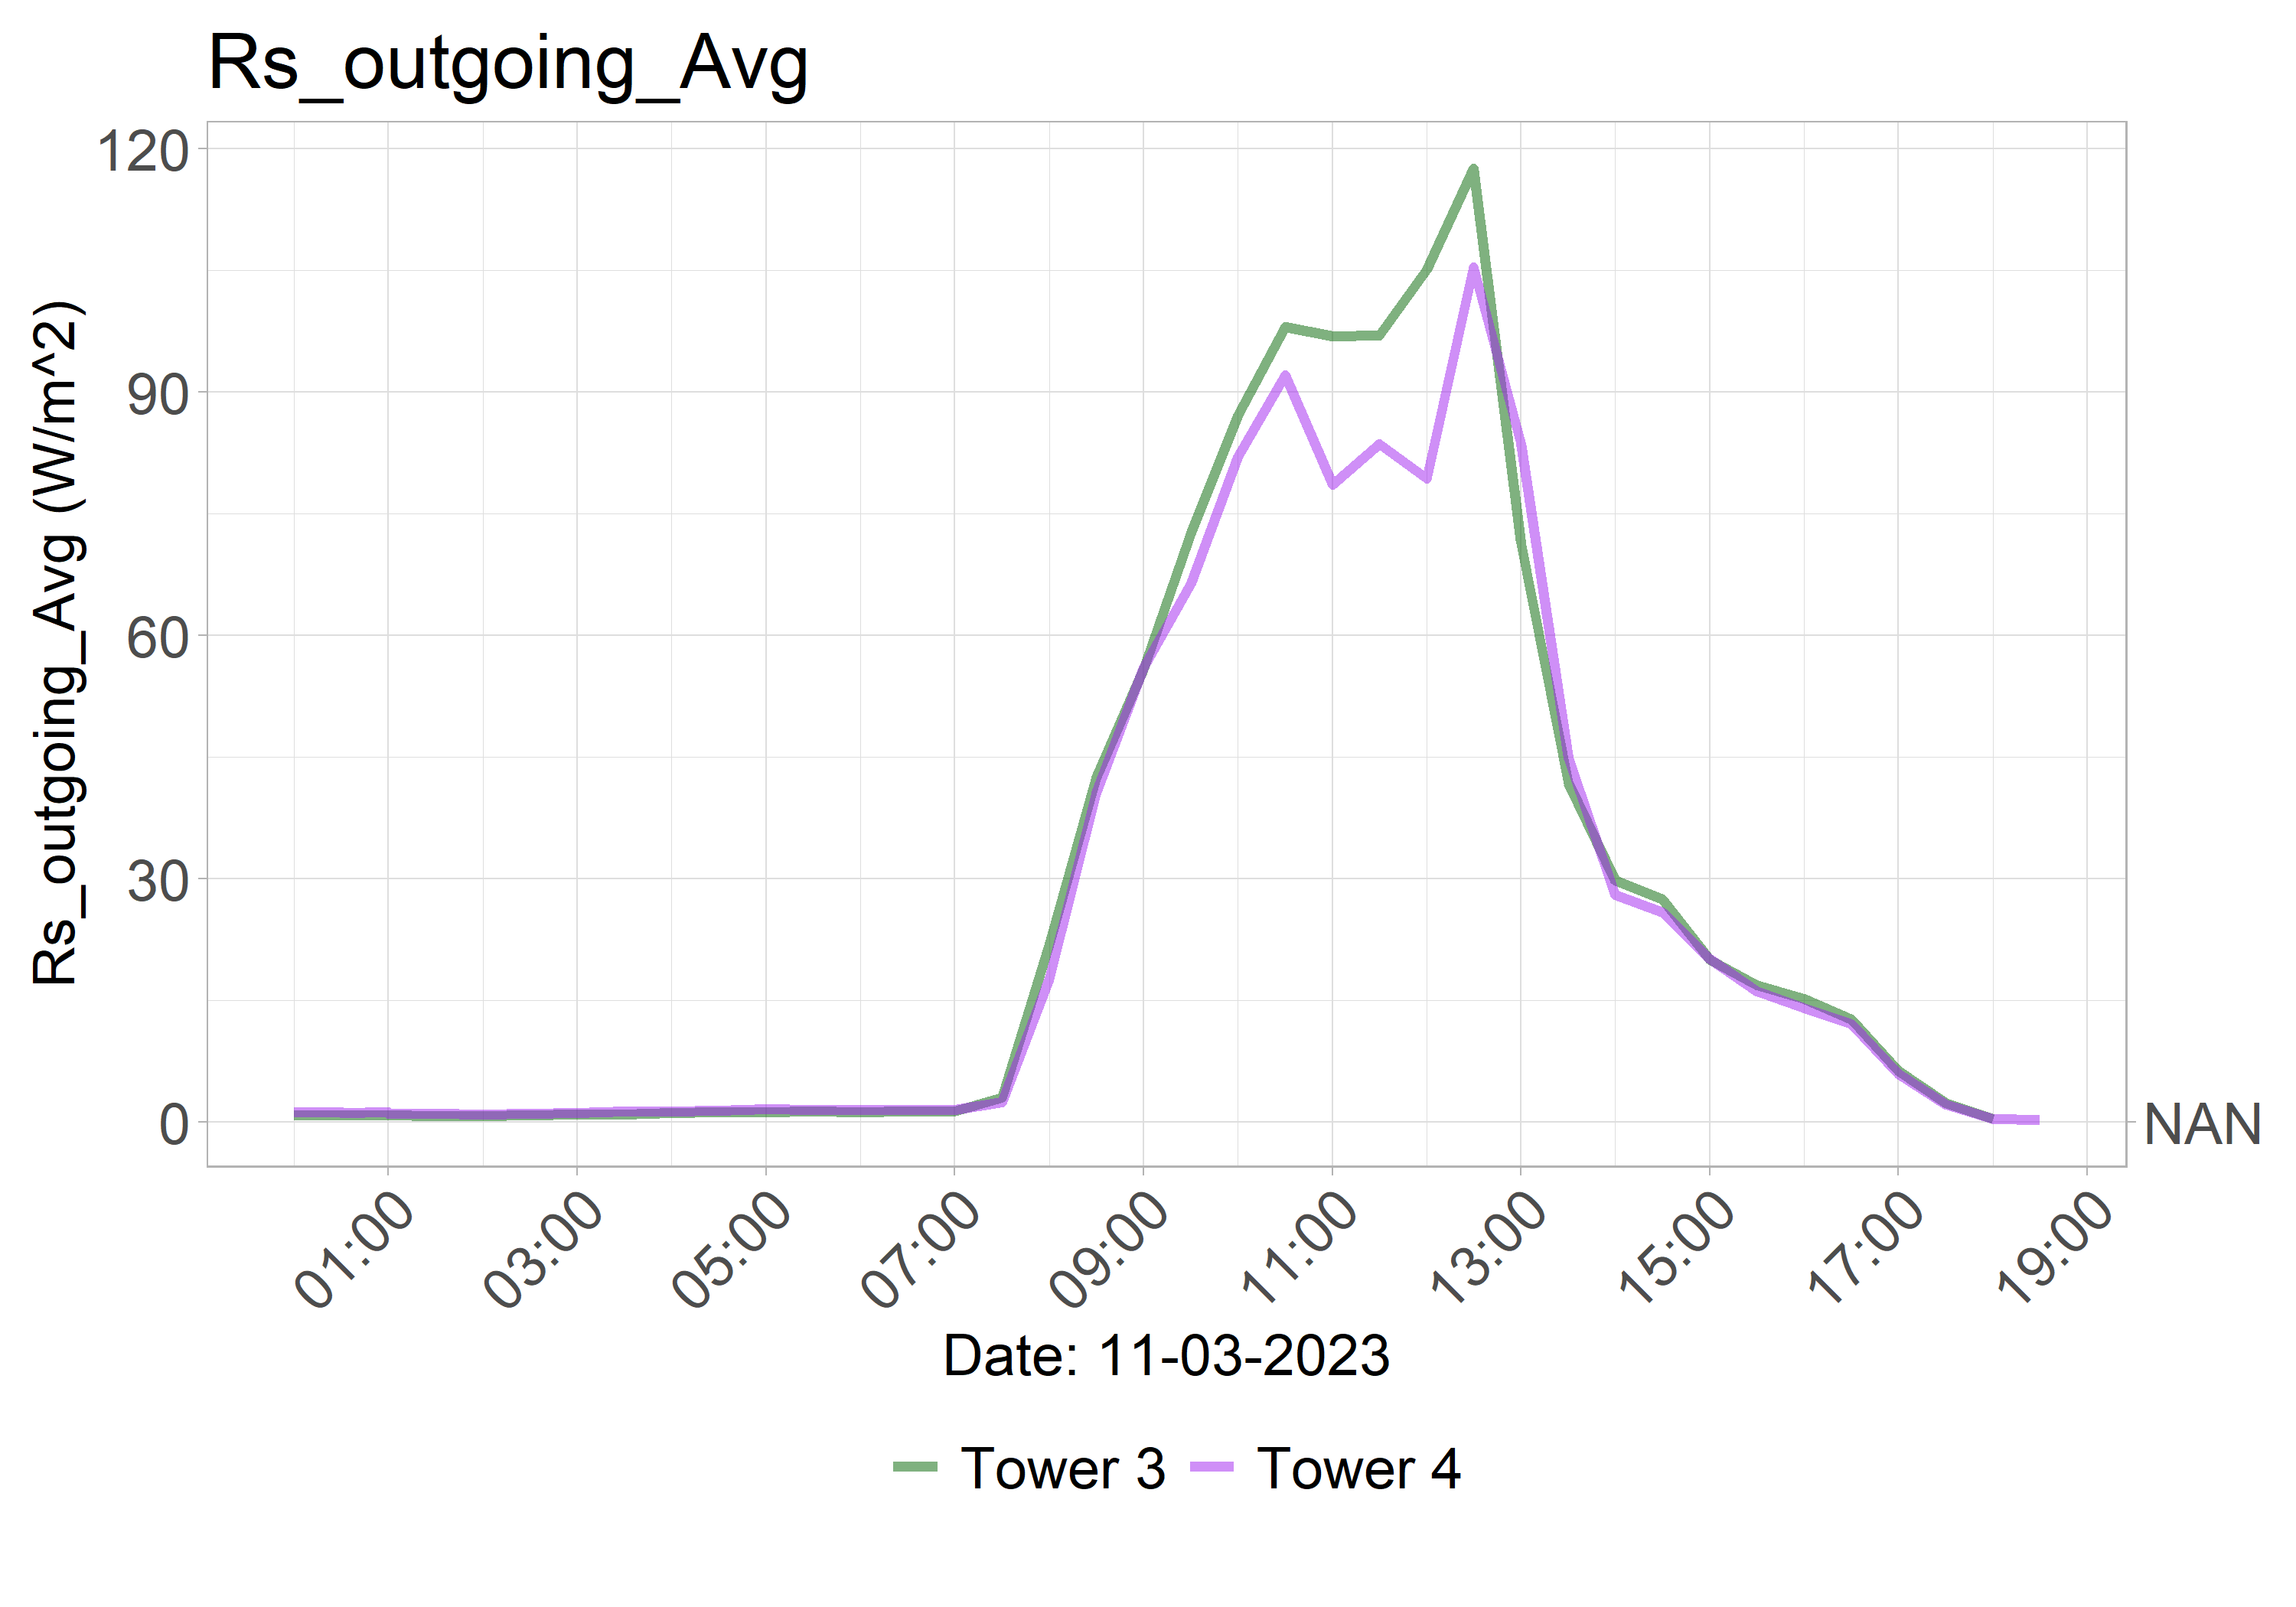 Rs_outgoing_Avg
Rs_outgoing_Avg (W/m^2)
120
90
60
30
0
NAN
01:00
03:00
05:00
07:00
09:00
11:00
13:00
15:00
17:00
19:00
Date: 11-03-2023
Tower 3
Tower 4